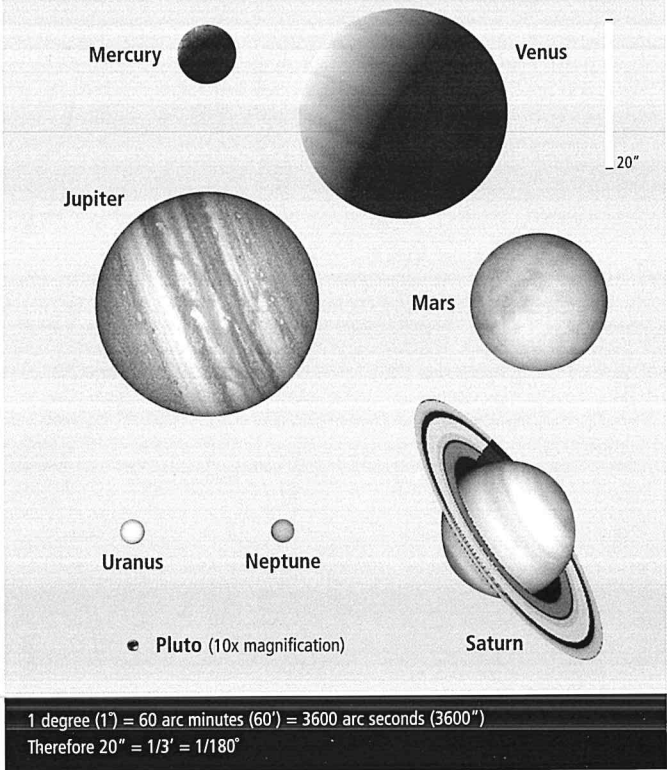 Mercury
Venus
20"
Jupiter
Mars
Uranus
Neptune
Pluto (10x magnification)
Saturn
1 degree (1°) = 60 arc minutes (60') = 3600 arc seconds (3600")
Therefore 20" = 1/3' = 1/180°